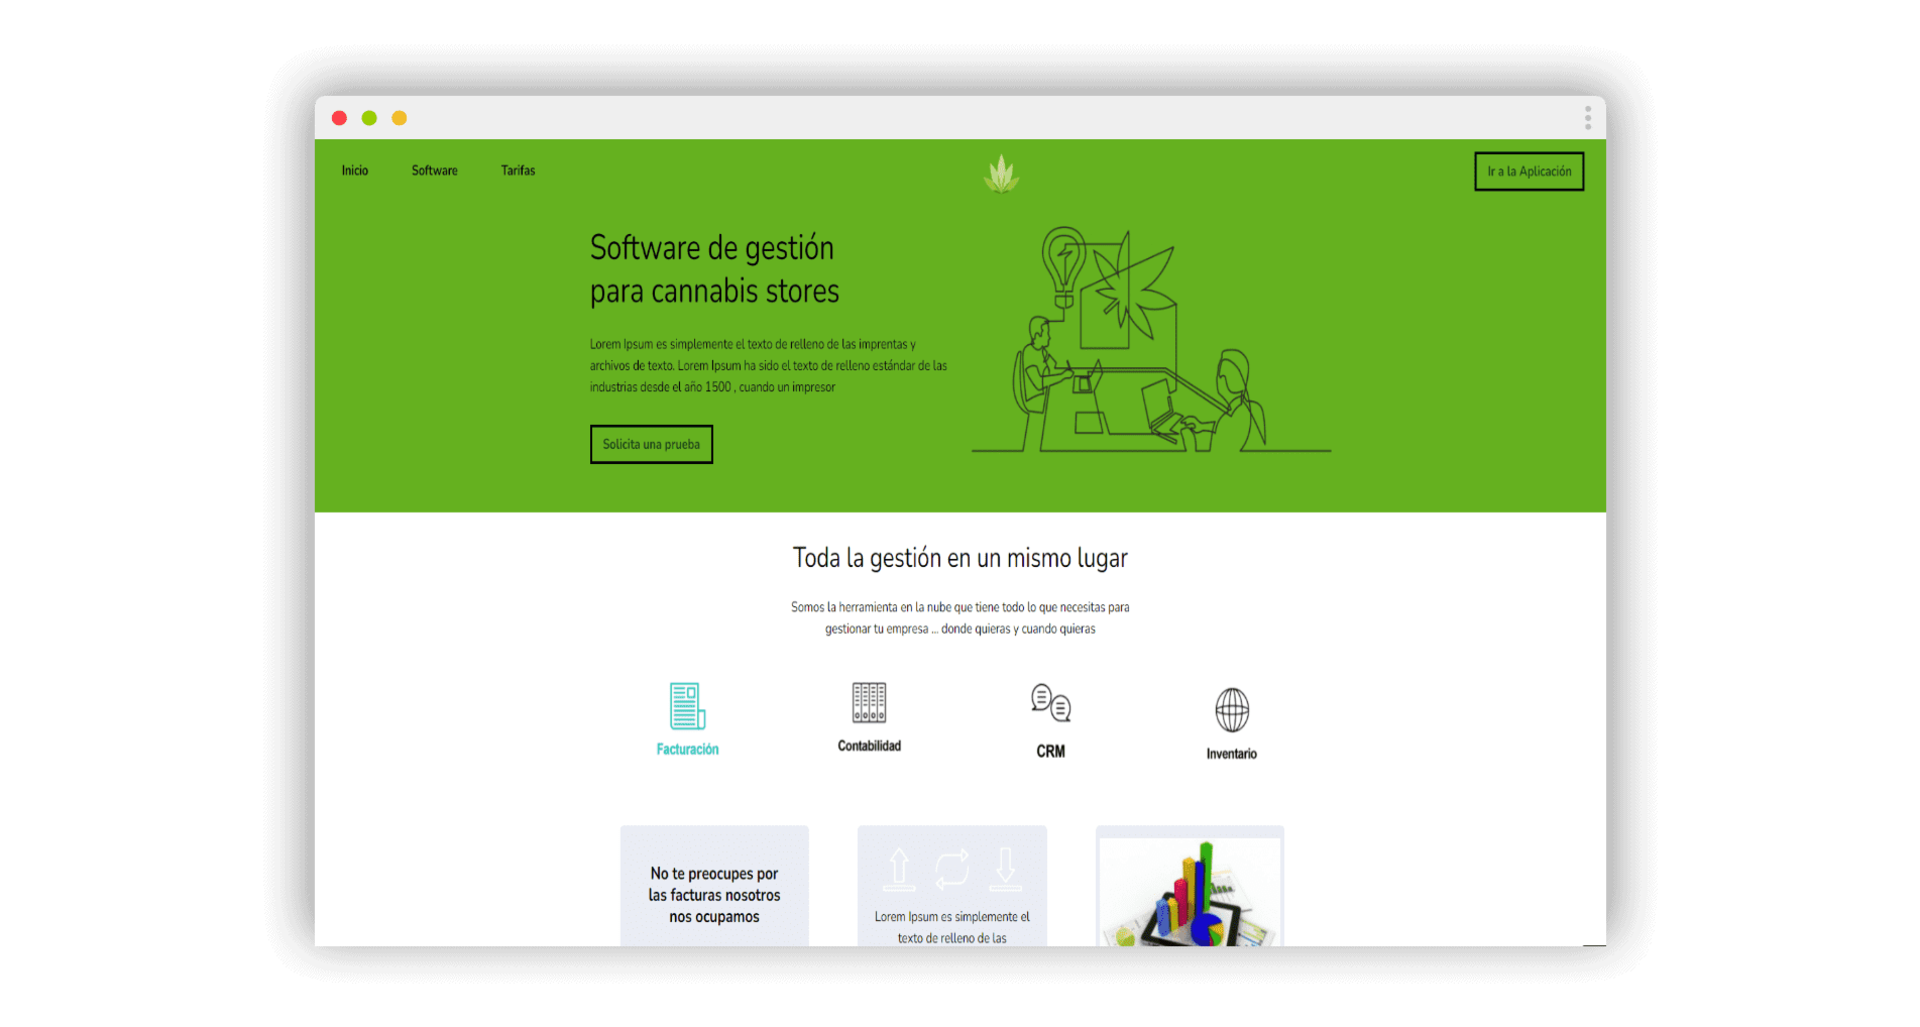 Inicio
Software
Tarifas
Ir a la Aplicación
Software de gestión
para cannabis stores
Lorem Ipsum es simplemente el texto de relleno de las imprentas y
archivos de texto. Lorem Ipsum ha sido el texto de relleno estándar de las
industrias desde el año 1500 , cuando un impresor
Solicita una prueba
Toda la gestión en un mismo lugar
Somos la herramienta en la nube que tiene todo lo que necesitas para
gestionar tu empresa ... donde quieras y cuando quieras
Facturación
Contabilidad
CRM
Inventario
No te preocupes por
las facturas nosotros
nos ocupamos
Lorem Ipsum es simplemente el
texto de relleno de las